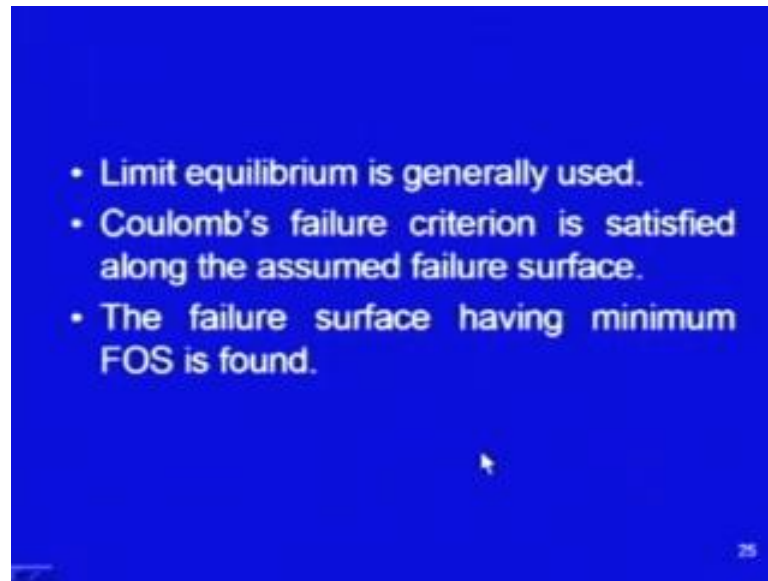 • Limit equilibrium is generally used.
• Coulomb's failure criterion is satisfied
along the assumed failure surface.
• The failure surface having minimum
FOS is found.
25